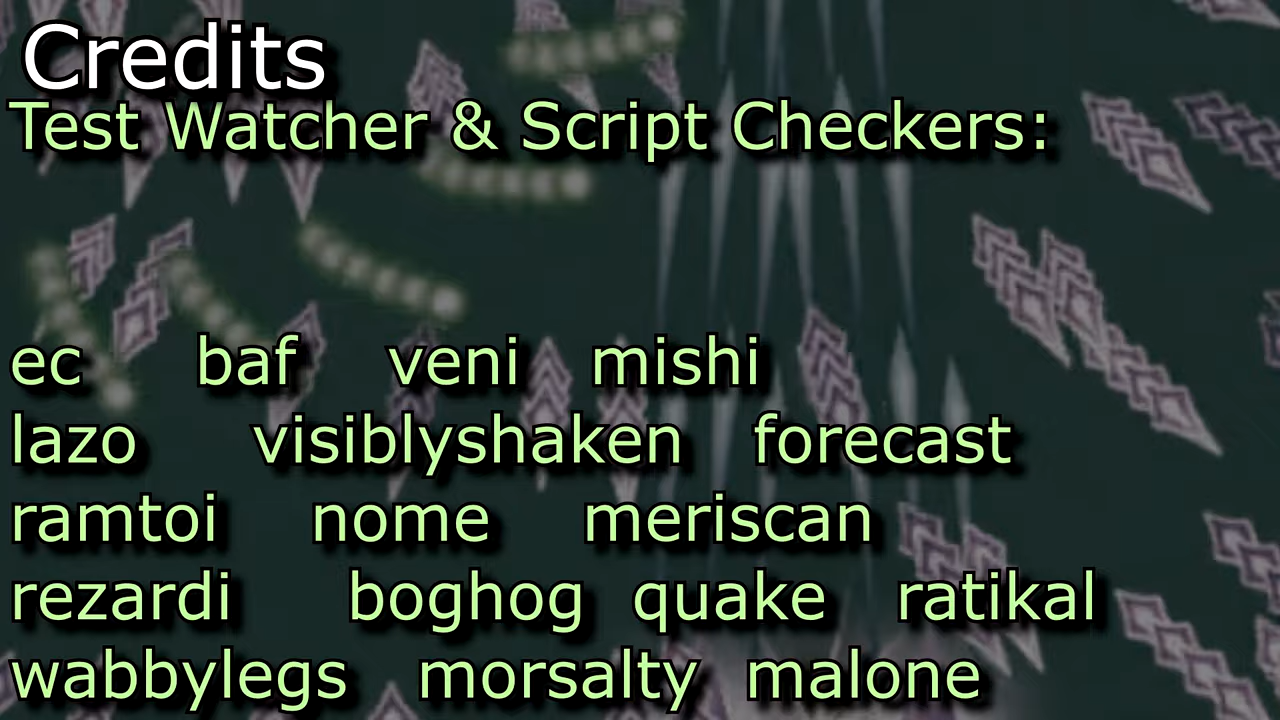 Credits
Test Watcher & Script Checkers:
ec baf veni mishi
lazo visiblyshaken forecast
ramtoi nome meriscan
rezardi boghog quake ratikal
wabbylegs morsalty malone